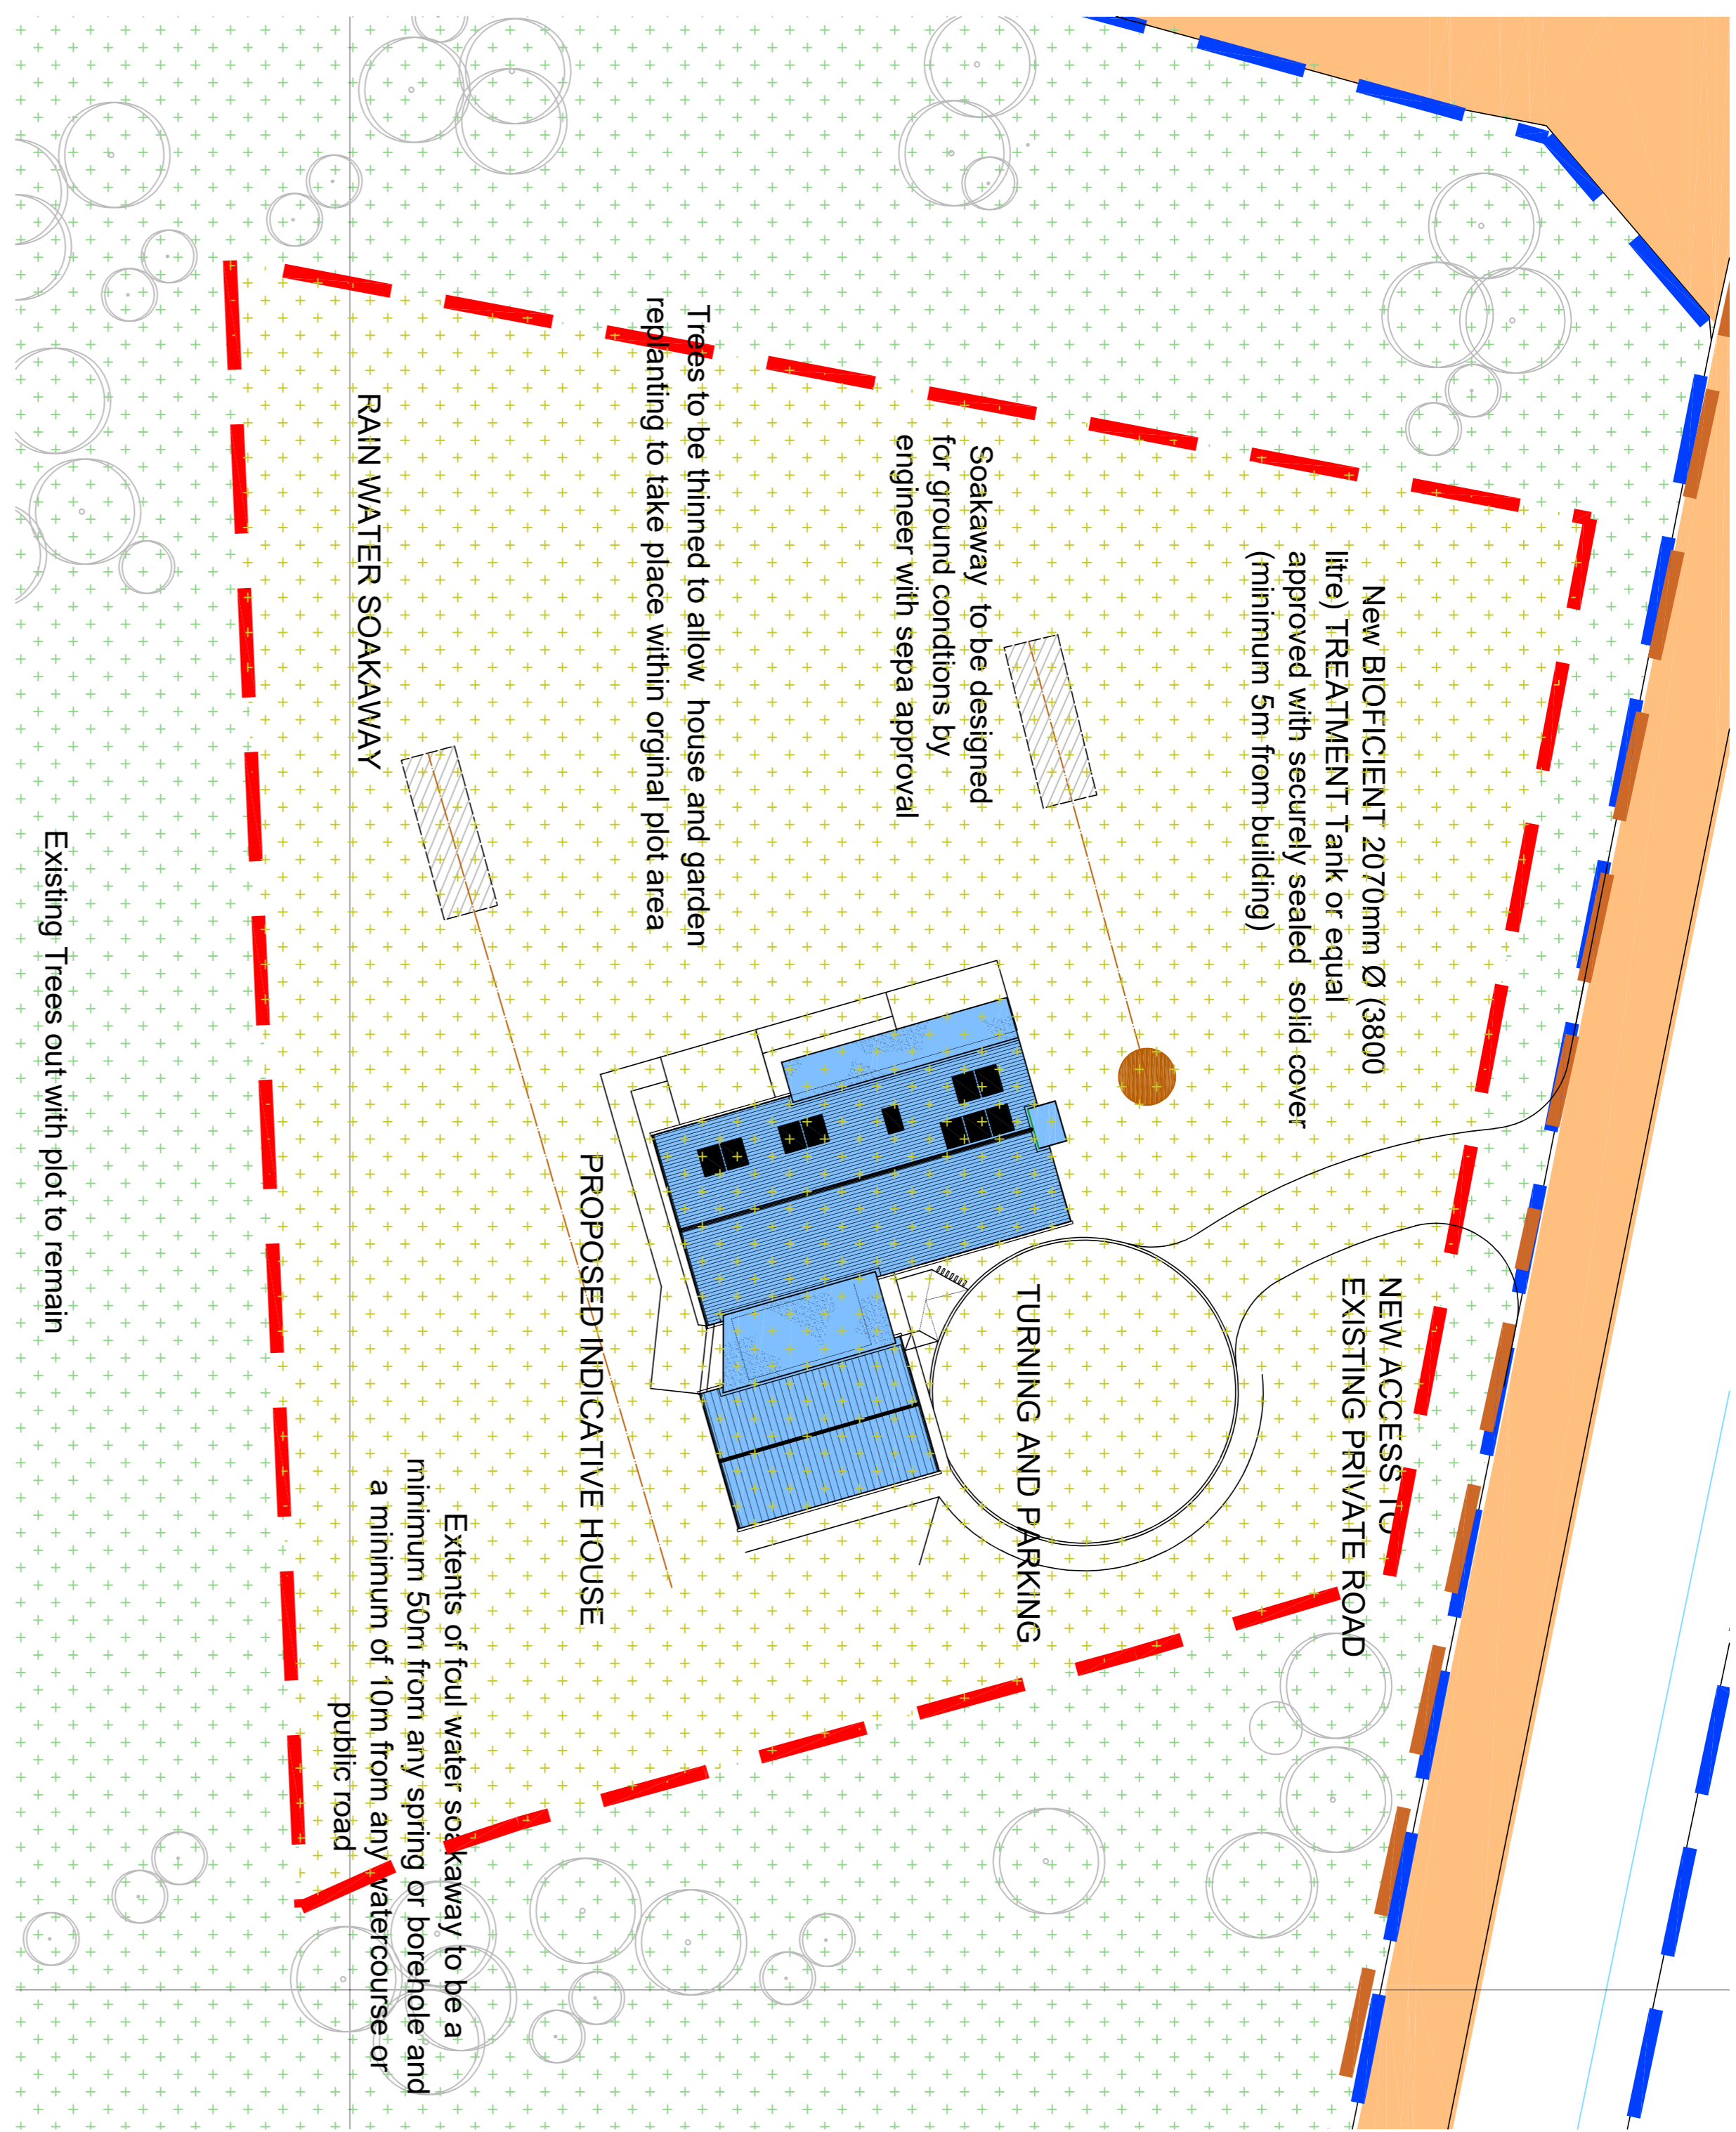 New BIOFICIENT 2070mm Ø (3800
litre) TREATMENT Tank or equal
approved with securely sealed solid cover
(minimum 5m from building)
NEW ACCESS TO
EXISTING PRIVATE ROAD
Soakaway to be designed
for ground condtions by
engineer with sepa approval
TURNING AND PARKING
Trees to be thinned to allow house and garden
replanting to take place within orginal plot area
PROPOSED INDICATIVE HOUSE
RAIN WATER SOAKAWAY
Extents of foul water soakaway to be a
minimum 50m from any spring or borehole and
a minimum of 10m from any watercourse or
public road
Existing Trees out with plot to remain